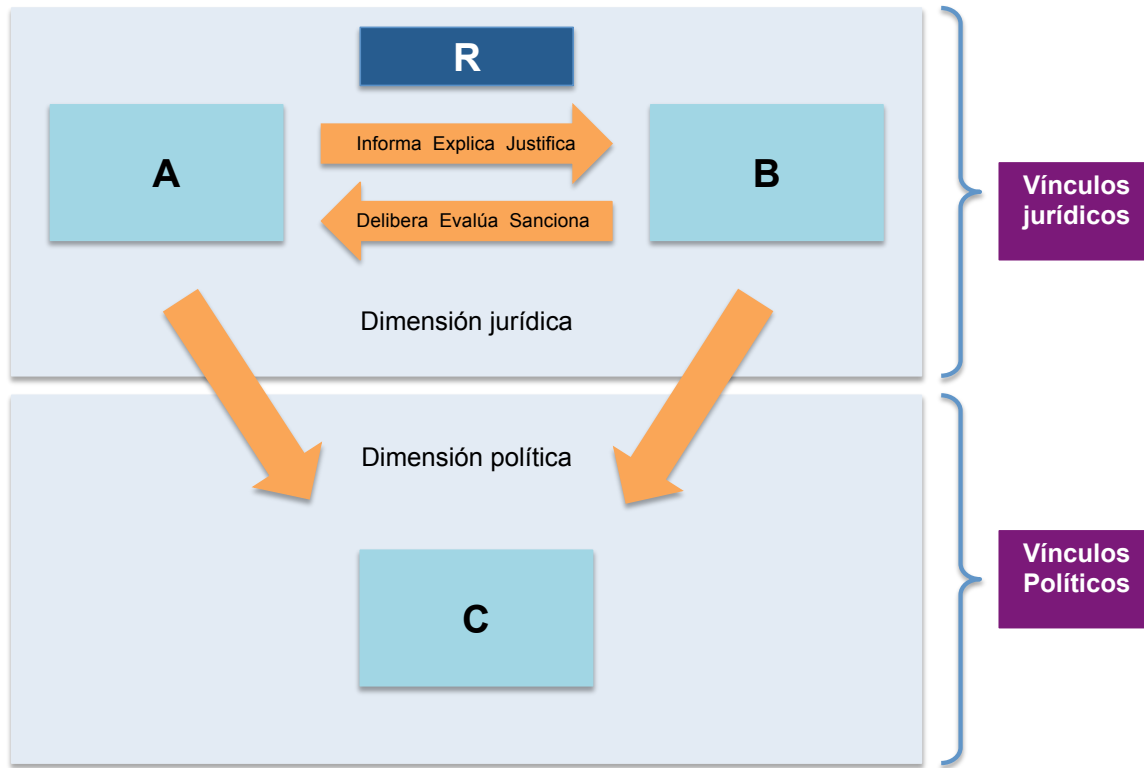 R
A
Informa Explica Justifica
B
Delibera Evalúa Sanciona
Vínculos
jurídicos
Dimensión jurídica
Dimensión política
Vínculos
Políticos
C